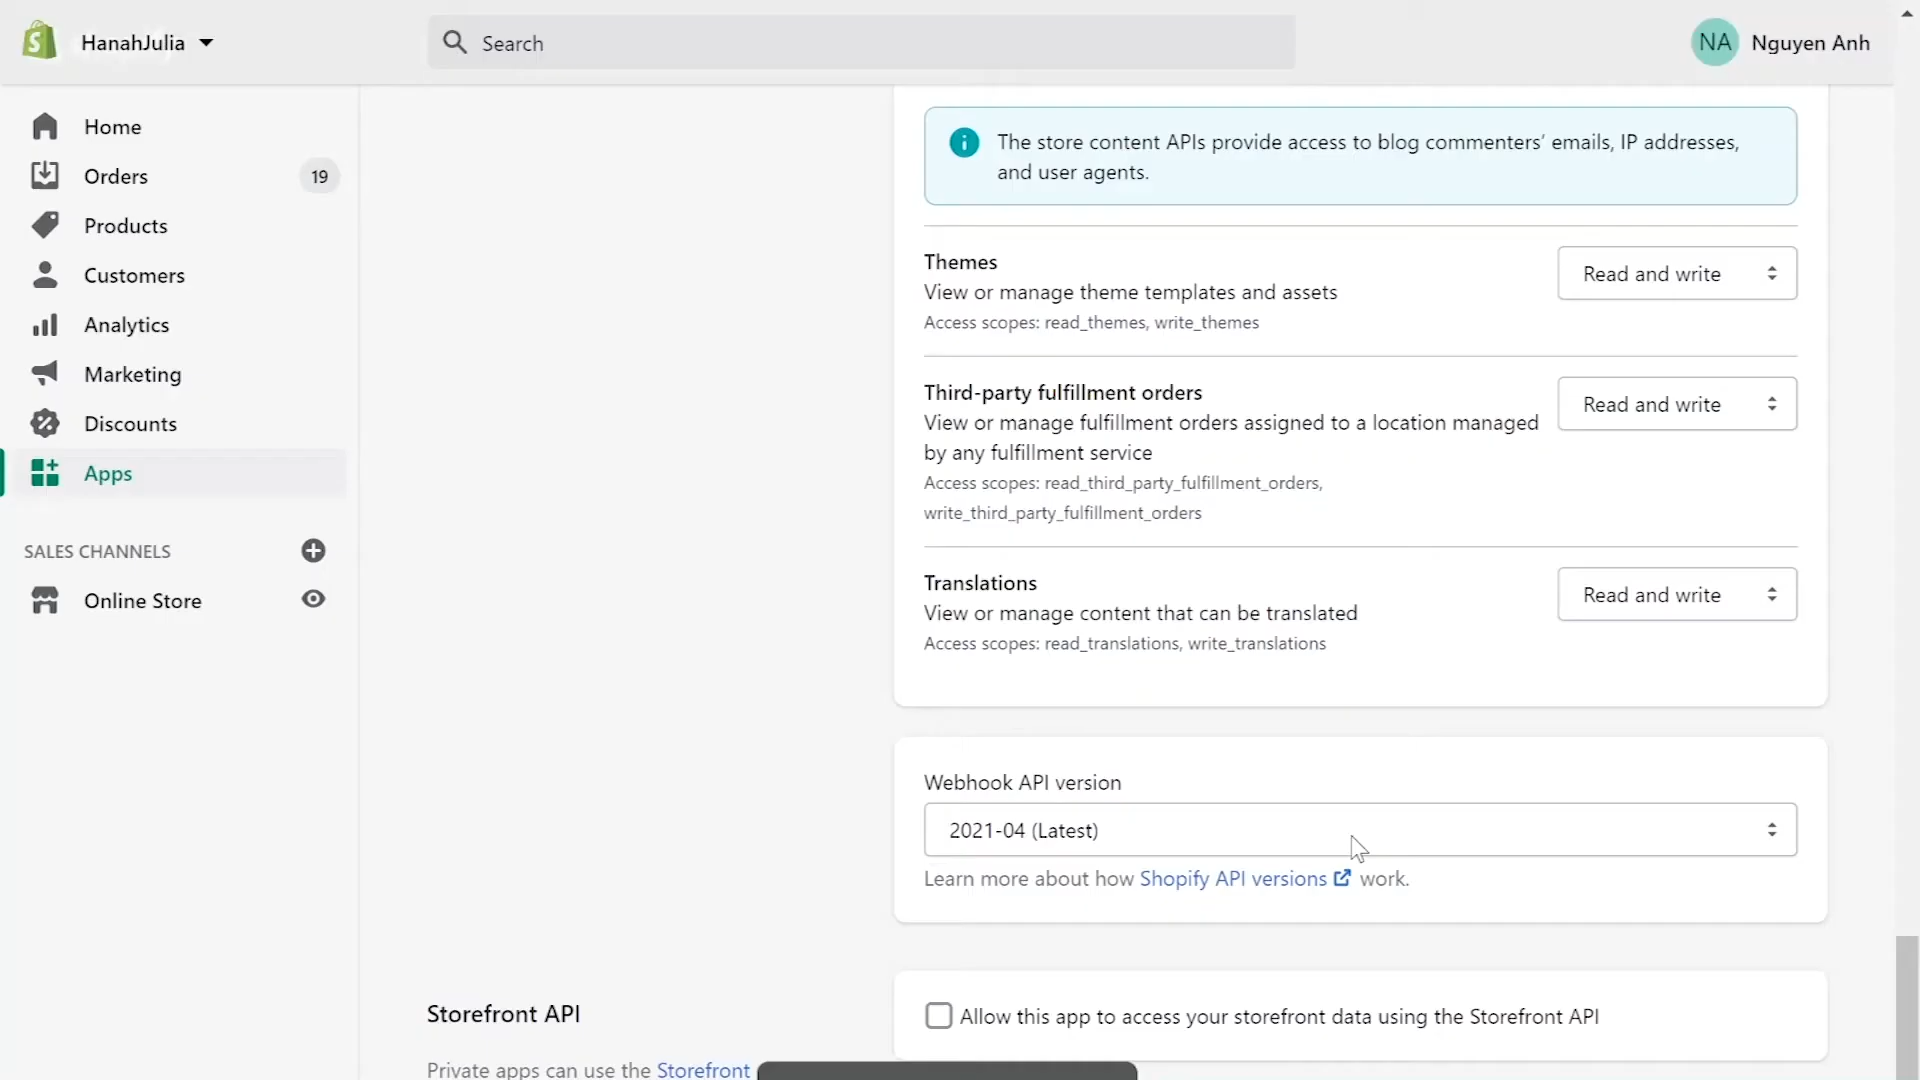 HanahJulia
Search
NA
Nguyen Anh
Home
Orders
19
Products
Customers
Analytics
Marketing
Discounts
Apps
SALES CHANNELS
Online Store
The store content APIs provide access to blog commenters’ emails, IP addresses,
and user agents.
Themes
View or manage theme templates and assets
Access scopes: read_themes, write_themes
Read and write
Third-party fulfillment orders
View or manage fulfillment orders assigned to a location managed
by any fulfillment service
Access scopes: read_third_party_fulfillment_orders,
write_third_party_fulfillment_orders
Read and write
Translations
View or manage content that can be translated
Access scopes: read_translations, write_translations
Read and write
Webhook API version
2021-04 (Latest)
Learn more about how Shopify API versions work.
Storefront API
Private apps can use the Storefront
Allow this app to access your storefront data using the Storefront API